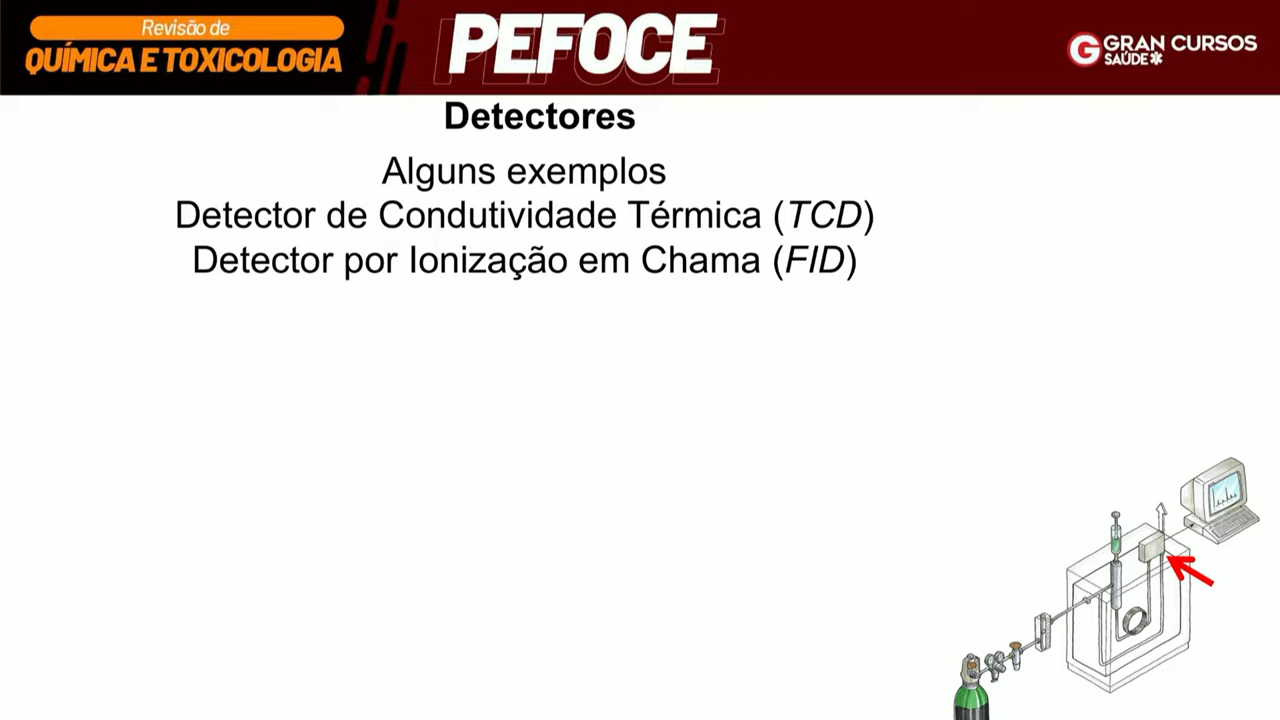 Revisão de
QUÍMICA E TOXICOLOGIA
PEFOCE
GRAN CURSOS
SAÚDE
Detectores
Alguns exemplos
Detector de Condutividade Térmica (TCD)
Detector por Ionização em Chama (FID)